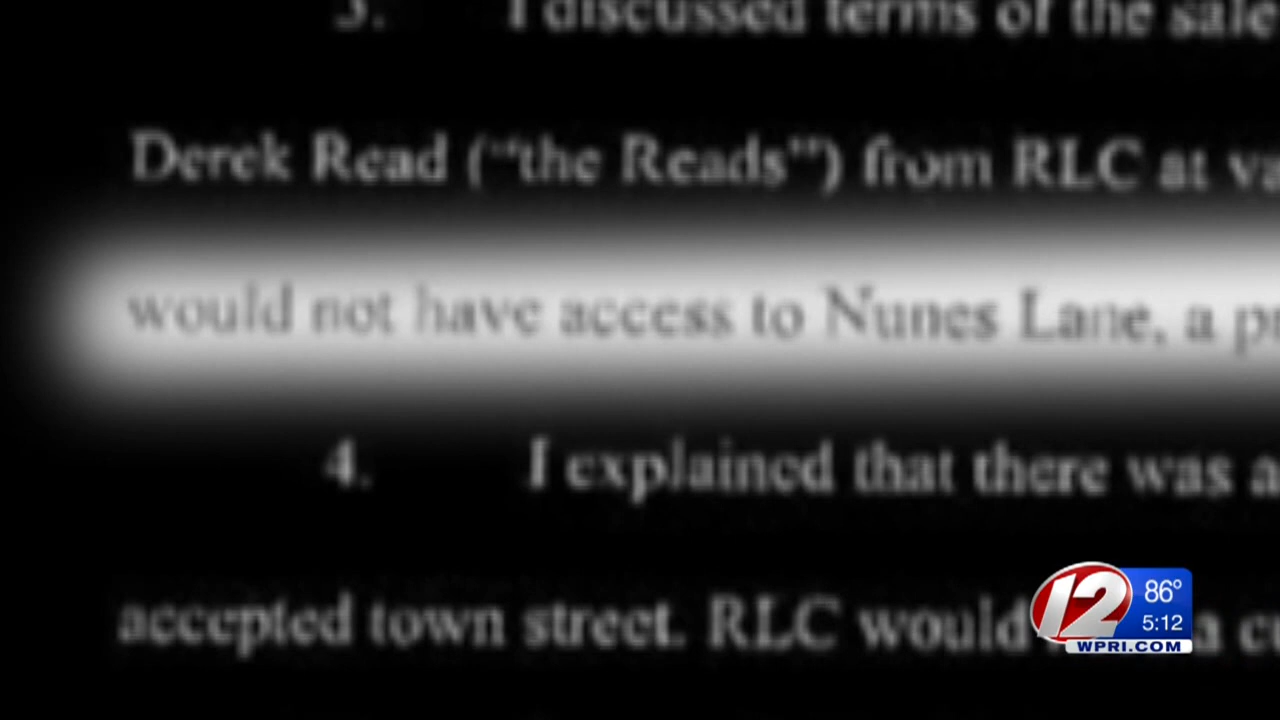 3. I discussed terms of the sale
Derek Read ("the Reads") from RLC at
would not have access to Nunes Lane, a
4. I explained that there was a
accepted town street. RLC would a
12 86° 5:12
WPRI.COM